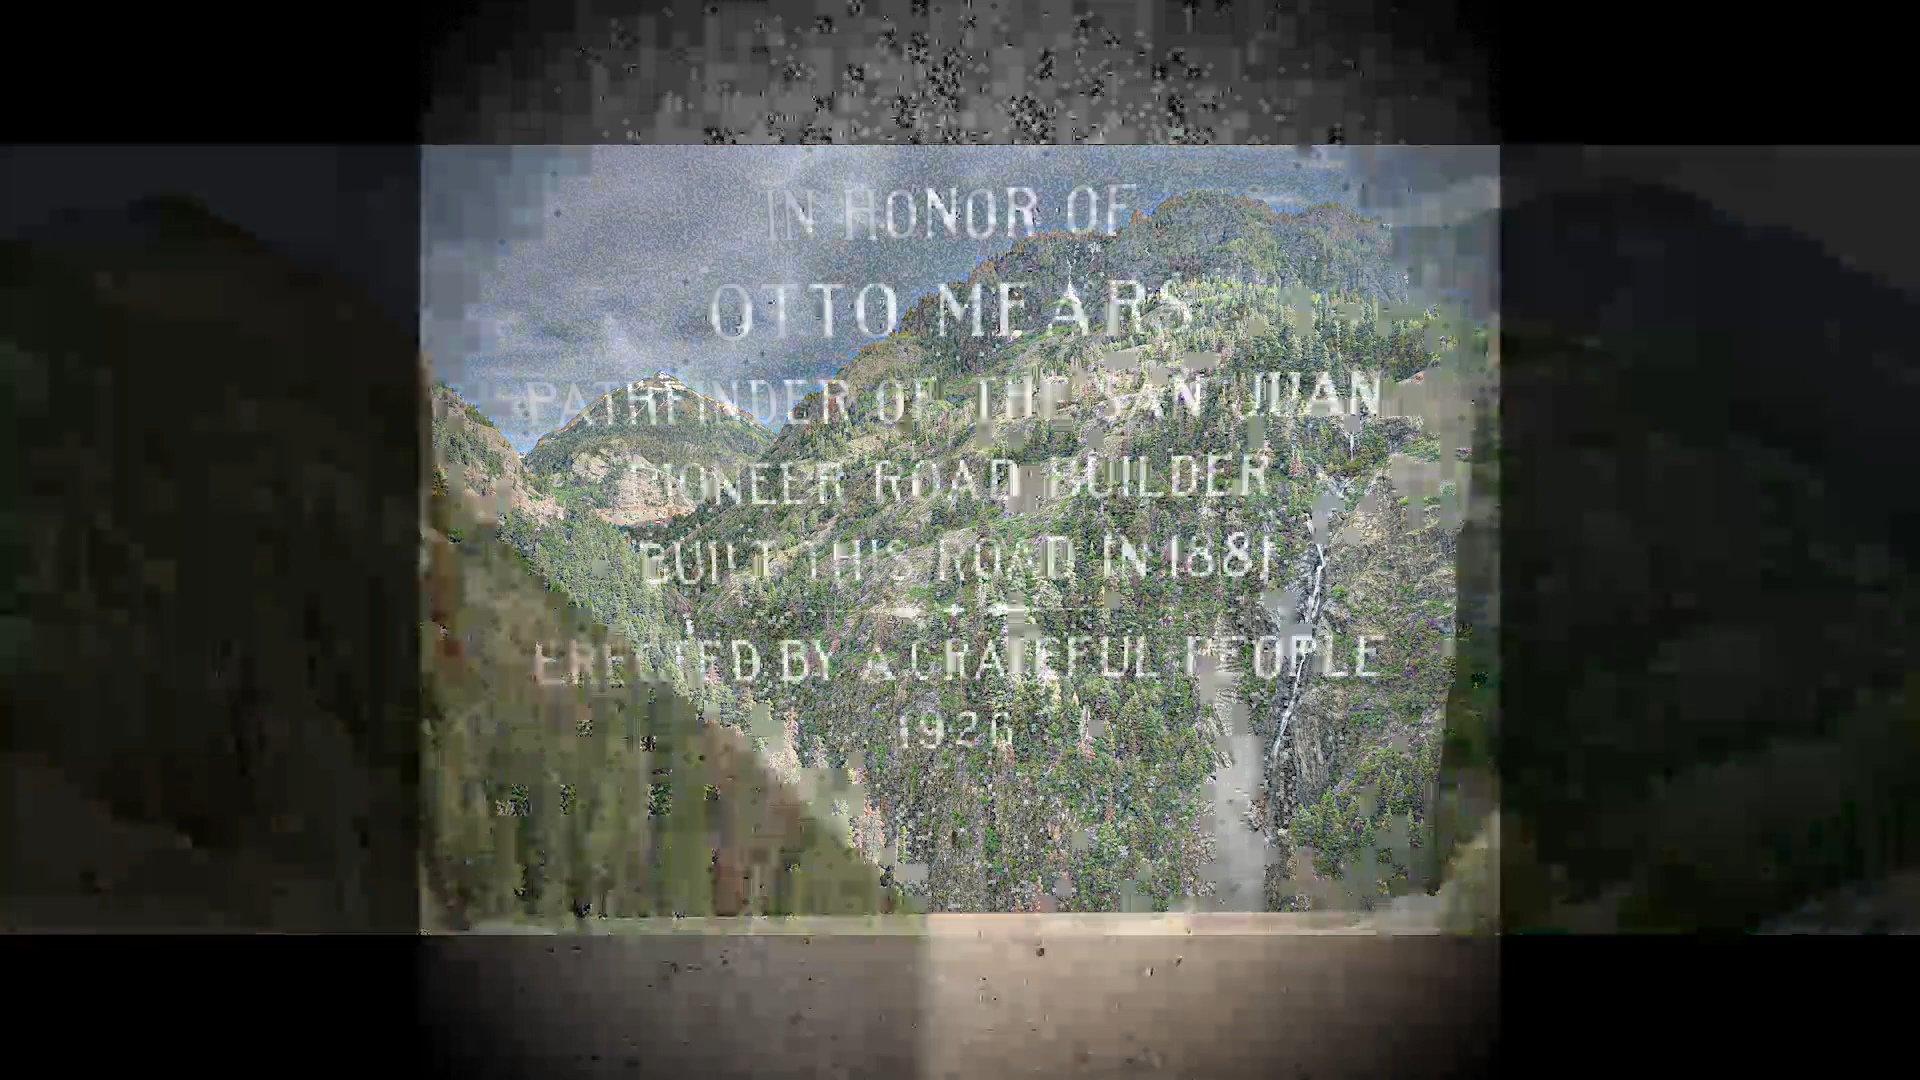 IN HONOR OF
OTTO MEARS
PATHFINDER OF THE SAN JUAN
PIONEER ROAD BUILDER
BUILT THIS ROAD IN 1881
ERECTED BY A GRATEFUL PEOPLE
1926